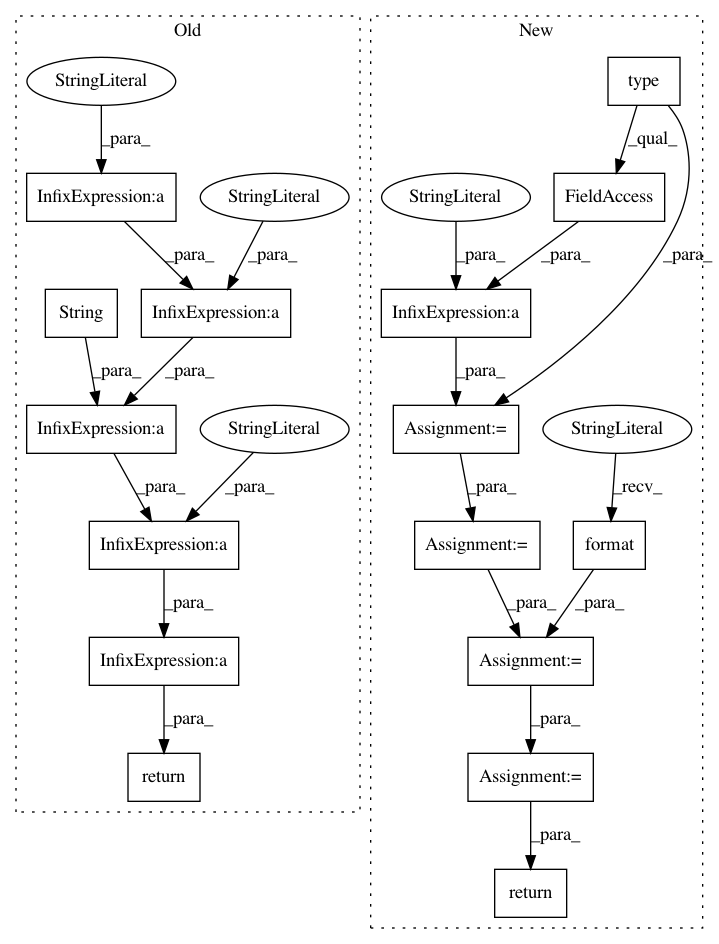 Old
New
StringLiteral
type
_para_
_qual_
InfixExpression:a
StringLiteral
StringLiteral
FieldAccess
_para_
_para_
_para_
_para_
_para_
String
InfixExpression:a
InfixExpression:a
_para_
_para_
_para_
InfixExpression:a
StringLiteral
Assignment:=
StringLiteral
_para_
_para_
_para_
_recv_
InfixExpression:a
Assignment:=
format
_para_
_para_
_para_
InfixExpression:a
Assignment:=
_para_
_para_
return
Assignment:=
_para_
return